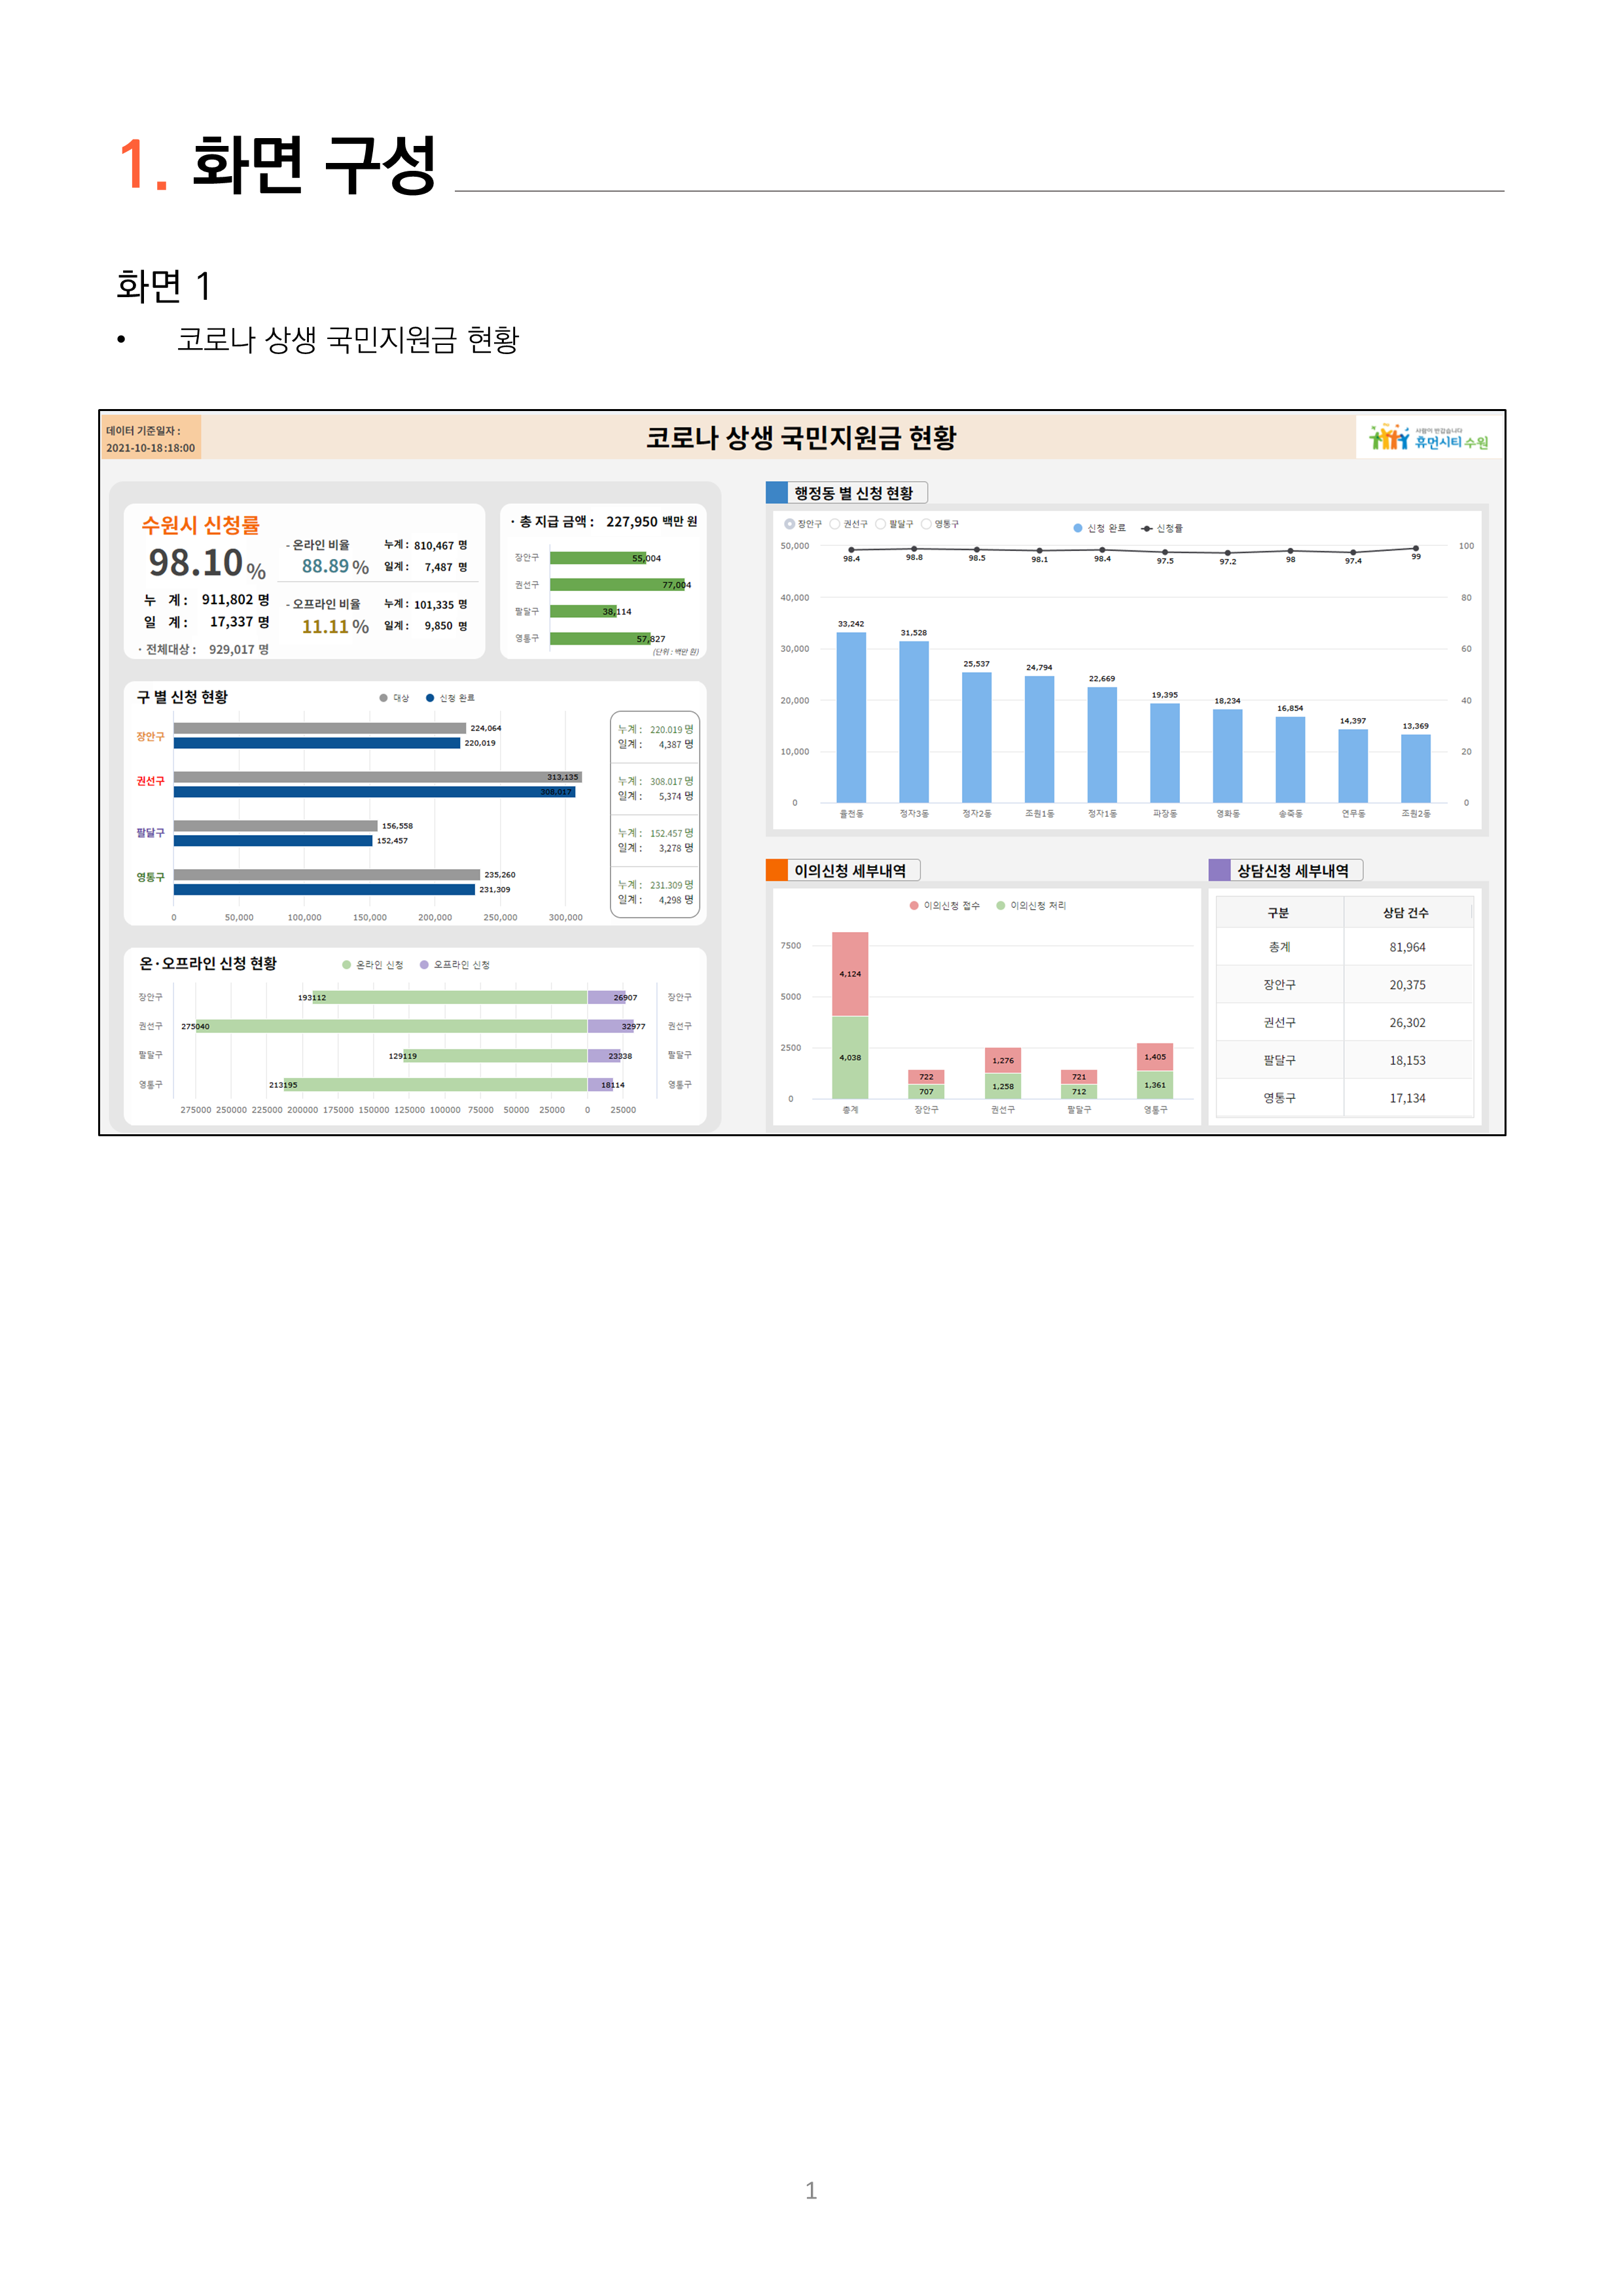 1. 화면 구성
화면 1
• 코로나 상생 국민지원금 현황
데이터 기준일자 :
2021-10-18:18:00
코로나 상생 국민지원금 현황
사람이 반갑습니다
휴먼시티 수원
수원시 신청률
98.10 %
누 계 : 911,802 명
일 계 : 17,337 명
· 전체대상 : 929,017 명
- 온라인 비율
88.89 %
누계 : 810,467 명
일계 : 7,487 명
- 오프라인 비율
11.11 %
누계 : 101,335 명
일계 : 9,850 명
· 총 지급 금액 : 227,950 백만 원
장안구 55,004
권선구 77,004
팔달구 38,114
영통구 57,827
(단위 : 백만 원)
구 별 신청 현황
대상 신청 완료
장안구 224,064
220,019
권선구 313,135
308,017
팔달구 156,558
152,457
영통구 235,260
231,309
0 50,000 100,000 150,000 200,000 250,000 300,000
누계 : 220.019 명
일계 : 4,387 명
누계 : 308.017 명
일계 : 5,374 명
누계 : 152.457 명
일계 : 3,278 명
누계 : 231.309 명
일계 : 4,298 명
온·오프라인 신청 현황
온라인 신청 오프라인 신청
장안구 193112 26907 장안구
권선구 275040 32977 권선구
팔달구 129119 23338 팔달구
영통구 213195 18114 영통구
275000 250000 225000 200000 175000 150000 125000 100000 75000 50000 25000 0 25000
행정동 별 신청 현황
장안구 권선구 팔달구 영통구
신청 완료 신청률
50,000
40,000
30,000
20,000
10,000
0
100
80
60
40
20
0
98.4 98.8 98.5 98.1 98.4 97.5 97.2 98 97.4 99
33,242 31,528 25,537 24,794 22,669 19,395 18,234 16,854 14,397 13,369
율천동 정자3동 정자2동 조원1동 정자1동 파장동 영화동 송죽동 연무동 조원2동
이의신청 세부내역
이의신청 접수 이의신청 처리
7500
5000
2500
0
4,124 722 1,276 721 1,405
4,038 707 1,258 712 1,361
총계 장안구 권선구 팔달구 영통구
상담신청 세부내역
구분 상담 건수
총계 81,964
장안구 20,375
권선구 26,302
팔달구 18,153
영통구 17,134
1